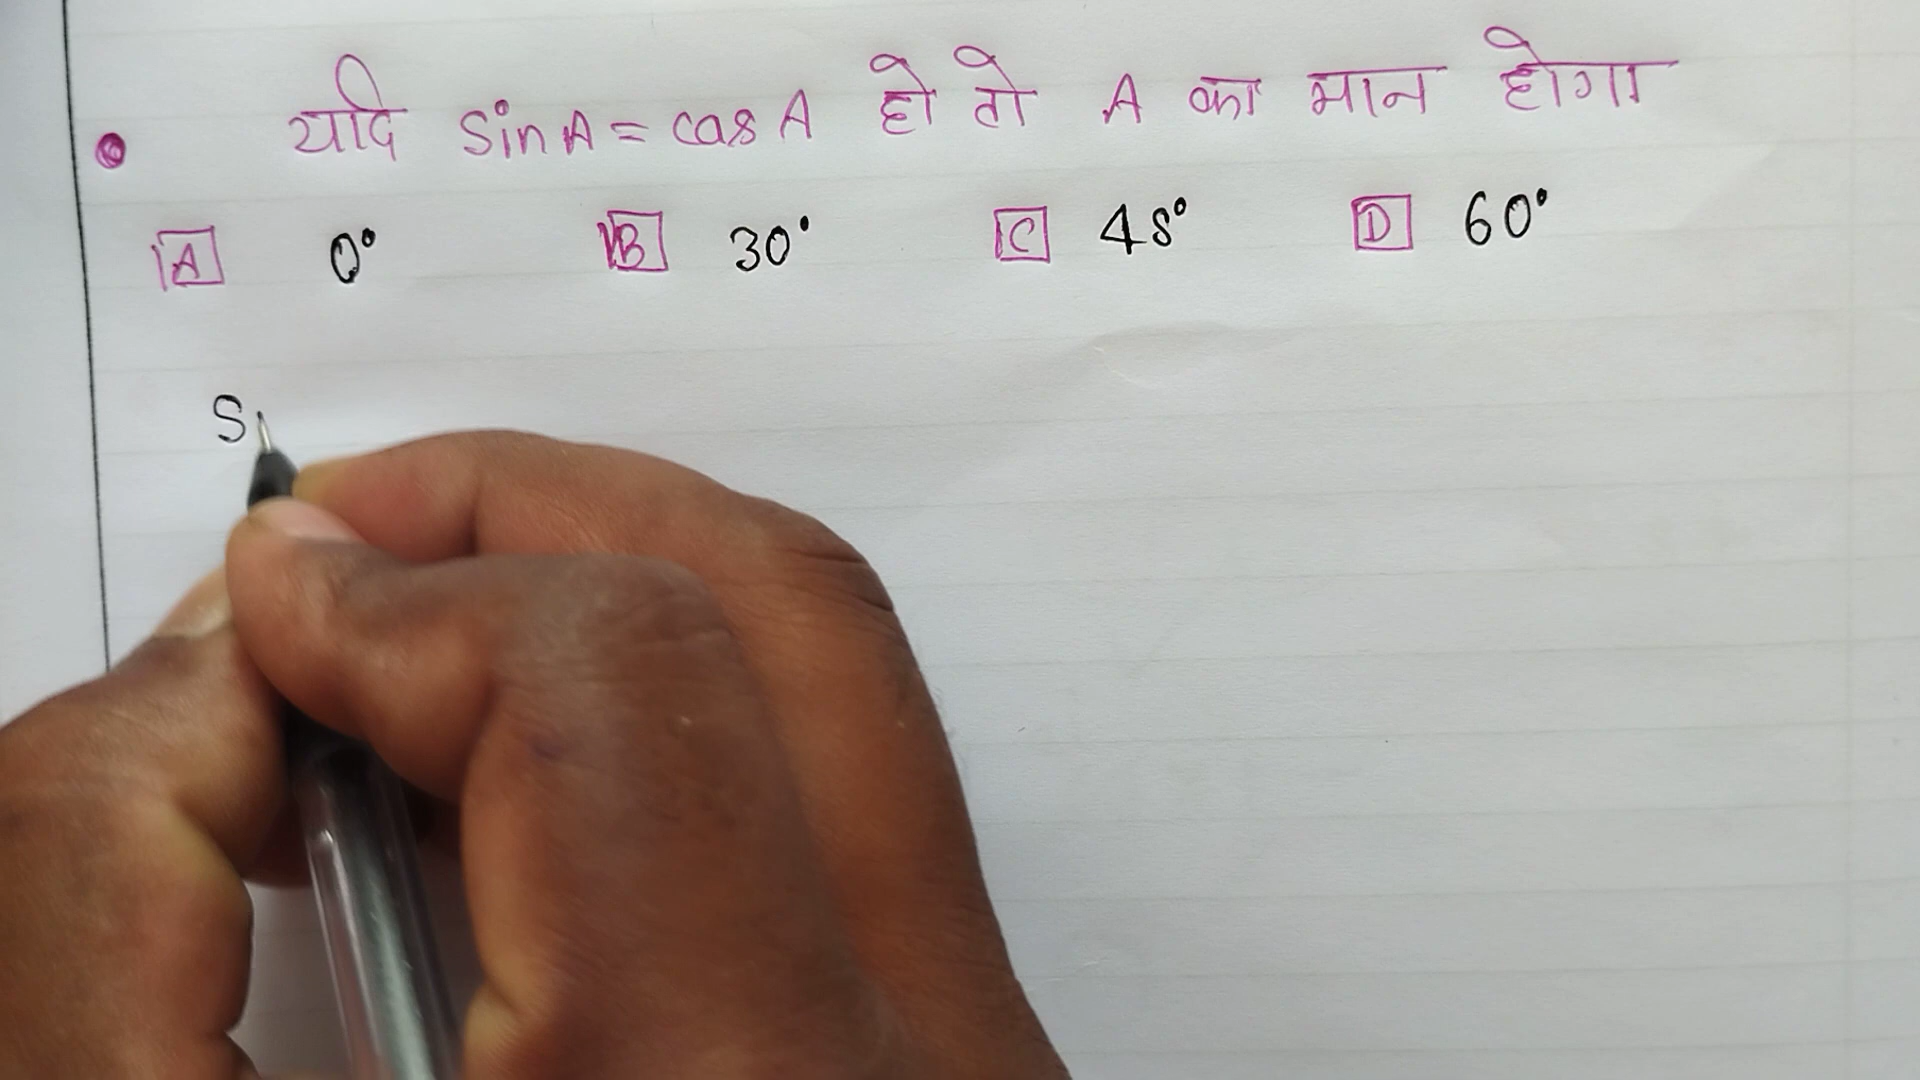 यदि sin A = cos A हो तो A का मान होगा
A 0° B 30° C 45° D 60°
S